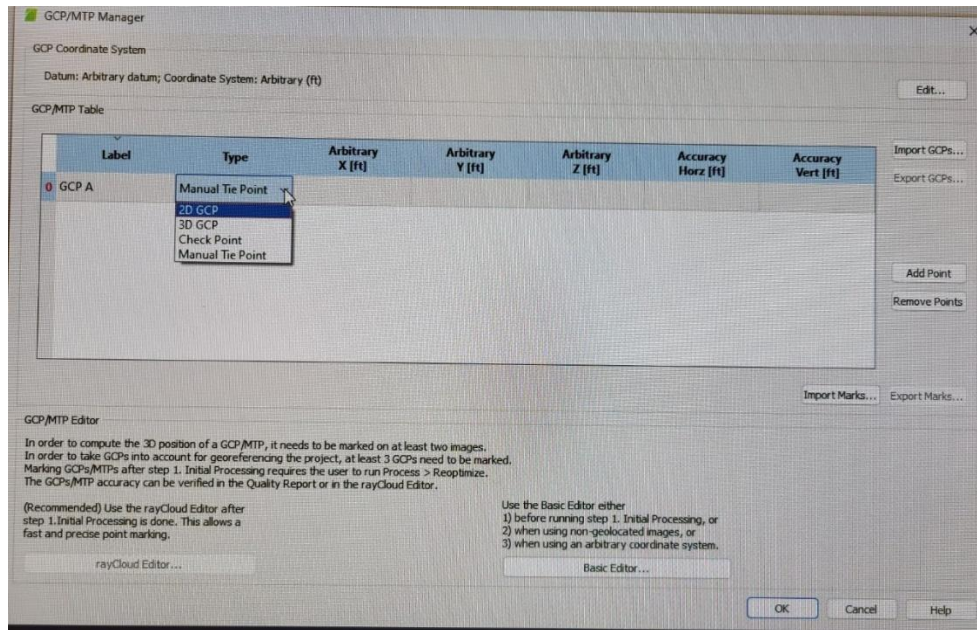 GCP/MTP Manager
GCP Coordinate System
Datum: Arbitrary datum; Coordinate System: Arbitrary (ft)
Edit...
GCP/MTP Table
Label Type Arbitrary X [ft] Arbitrary Y [ft] Arbitrary Z [ft] Accuracy Horz [ft] Accuracy Vert [ft]
Import GCPs...
Export GCPs...
0 GCP A Manual Tie Point
2D GCP
3D GCP
Check Point
Manual Tie Point
Add Point
Remove Points
Import Marks... Export Marks...
GCP/MTP Editor
In order to compute the 3D position of a GCP/MTP, it needs to be marked on at least two images.
In order to take GCPs into account for georeferencing the project, at least 3 GCPs need to be marked.
Marking GCPs/MTPs after step 1. Initial Processing requires the user to run Process > Reoptimize.
The GCPs/MTP accuracy can be verified in the Quality Report or in the rayCloud Editor.
(Recommended) Use the rayCloud Editor after
step 1.Initial Processing is done. This allows a
fast and precise point marking.
rayCloud Editor...
Use the Basic Editor either
1) before running step 1. Initial Processing, or
2) when using non-geolocated images, or
3) when using an arbitrary coordinate system.
Basic Editor...
OK Cancel Help